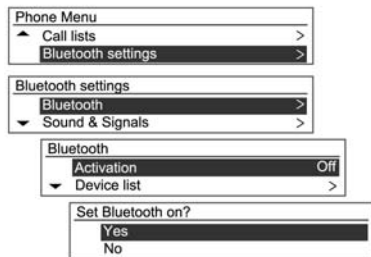 Phone Menu
Call lists >
Bluetooth settings >
Bluetooth settings
Bluetooth >
Sound & Signals >
Bluetooth
Activation Off
Device list >
Set Bluetooth on?
Yes
No